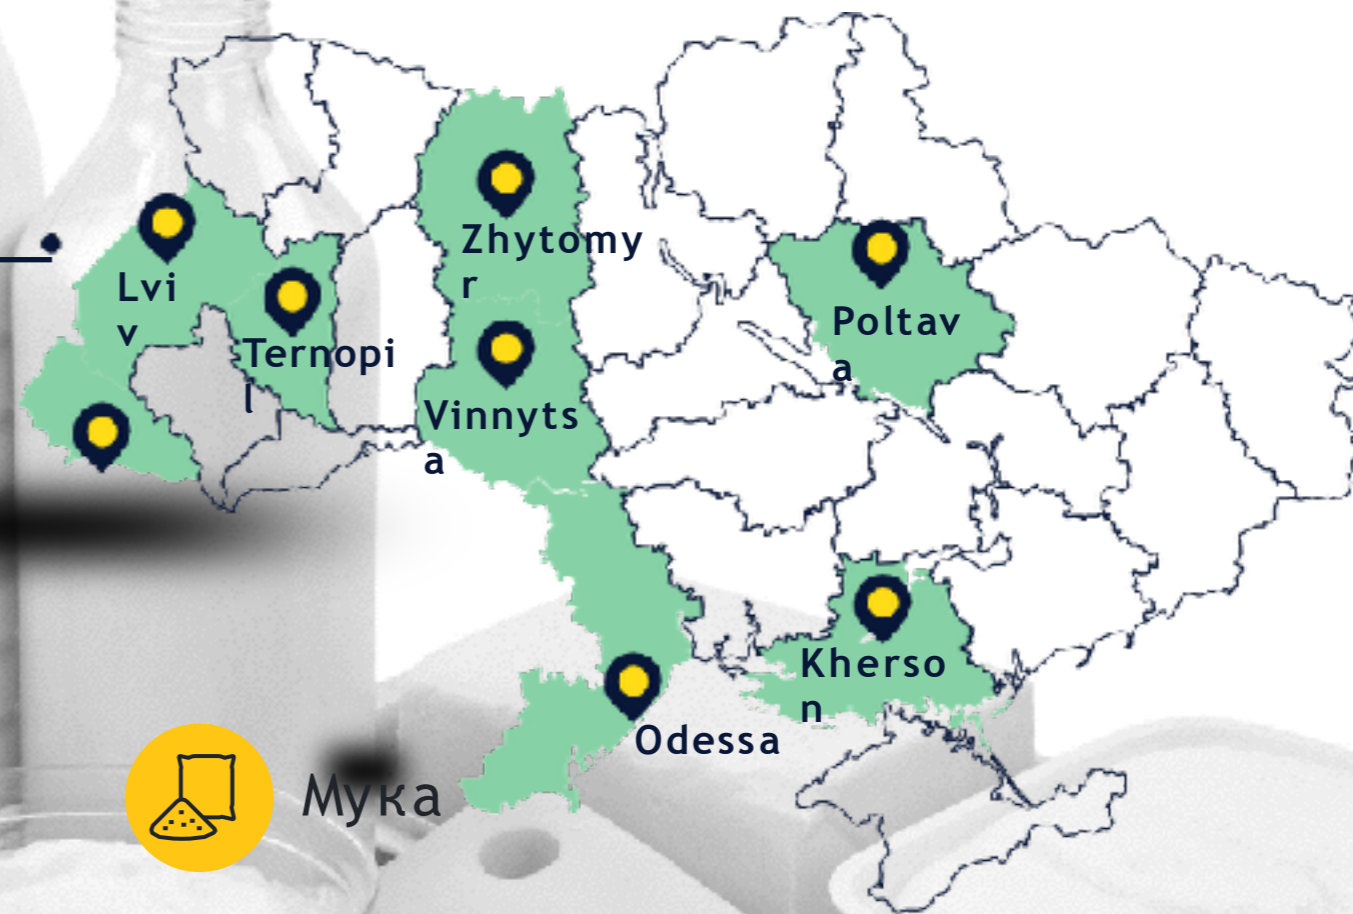 Zhytomy
r
Lvi
v
Poltav
a
Ternopi
l
Vinnyts
a
Kherso
n
Odessa
Мука